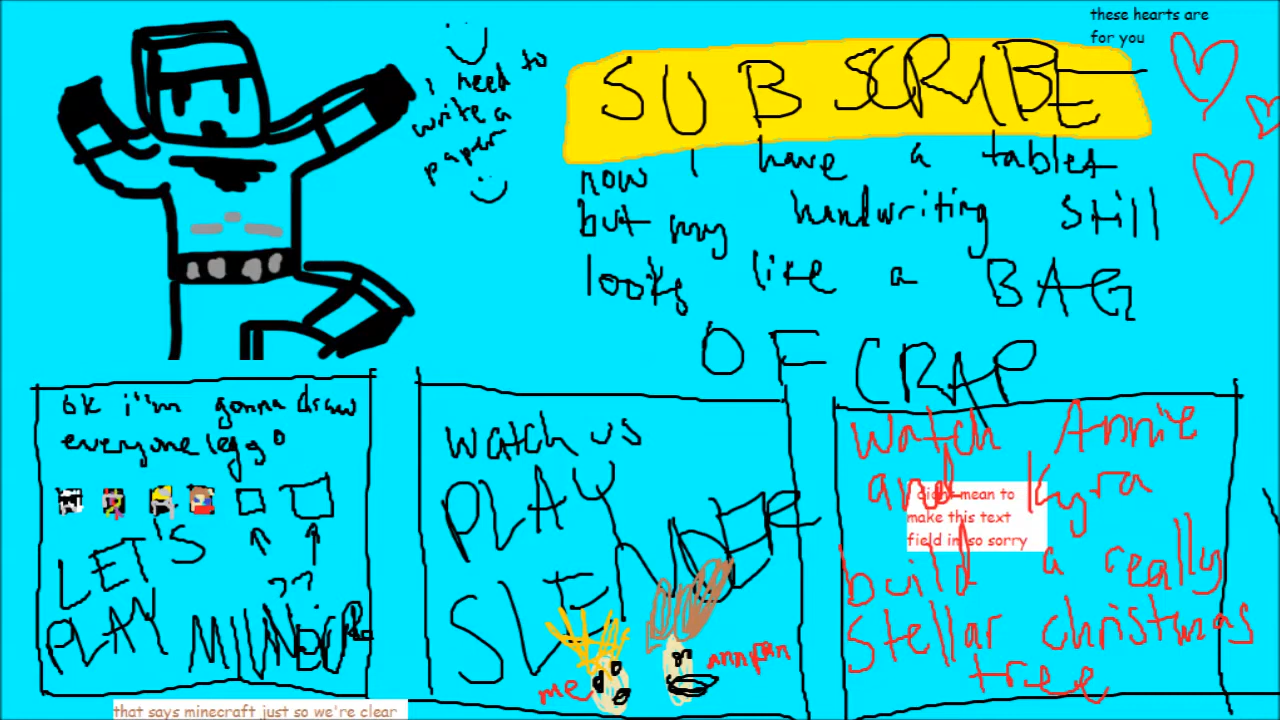 these hearts are
for you
SUBSCRIBE
i need to
write a
paper
now i have a tablet
but my handwriting still
looks like a BAG
OF CRAP
ok i'm gonna draw
everyone lego
LET'S
PLAY
??
that says minecraft just so we're clear
watch us
PLAY
SLENDER
me
annpan
watch Annie
and Kyra
build a really
stellar christmas
tree
didnt mean to
make this text
field in so sorry